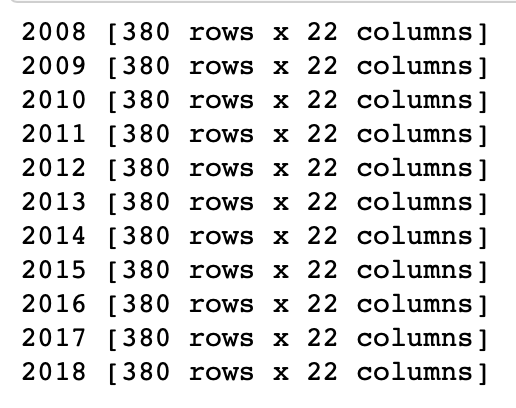 2008 [380 rows x 22 columns]
2009 [380 rows x 22 columns]
2010 [380 rows x 22 columns]
2011 [380 rows x 22 columns]
2012 [380 rows x 22 columns]
2013 [380 rows x 22 columns]
2014 [380 rows x 22 columns]
2015 [380 rows x 22 columns]
2016 [380 rows x 22 columns]
2017 [380 rows x 22 columns]
2018 [380 rows x 22 columns]